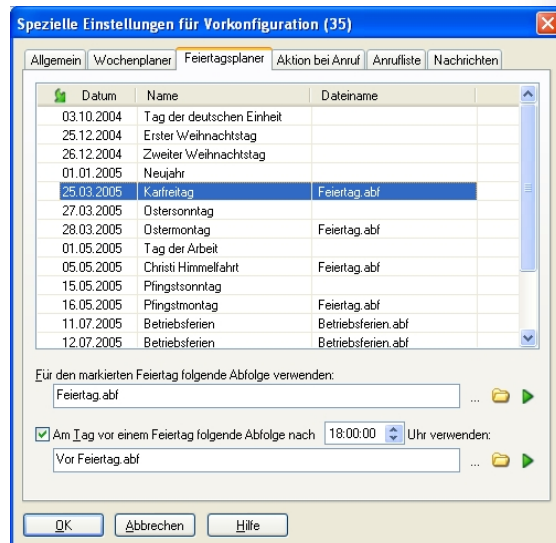 Spezielle Einstellungen für Vorkonfiguration (35)
Allgemein Wochenplaner Feiertagsplaner Aktion bei Anruf Anrufliste Nachrichten
Datum Name Dateiname
03.10.2004 Tag der deutschen Einheit
25.12.2004 Erster Weihnachtstag
26.12.2004 Zweiter Weihnachtstag
01.01.2005 Neujahr
25.03.2005 Karfreitag Feiertag.abf
27.03.2005 Ostersonntag
28.03.2005 Ostermontag Feiertag.abf
01.05.2005 Tag der Arbeit
05.05.2005 Christi Himmelfahrt Feiertag.abf
15.05.2005 Pfingstsonntag
16.05.2005 Pfingstmontag Feiertag.abf
11.07.2005 Betriebsferien Betriebsferien.abf
12.07.2005 Betriebsferien Betriebsferien.abf
Für den markierten Feiertag folgende Abfolge verwenden:
Feiertag.abf ...
Am Tag vor einem Feiertag folgende Abfolge nach 18:00:00 Uhr verwenden:
Vor Feiertag.abf ...
OK Abbrechen Hilfe